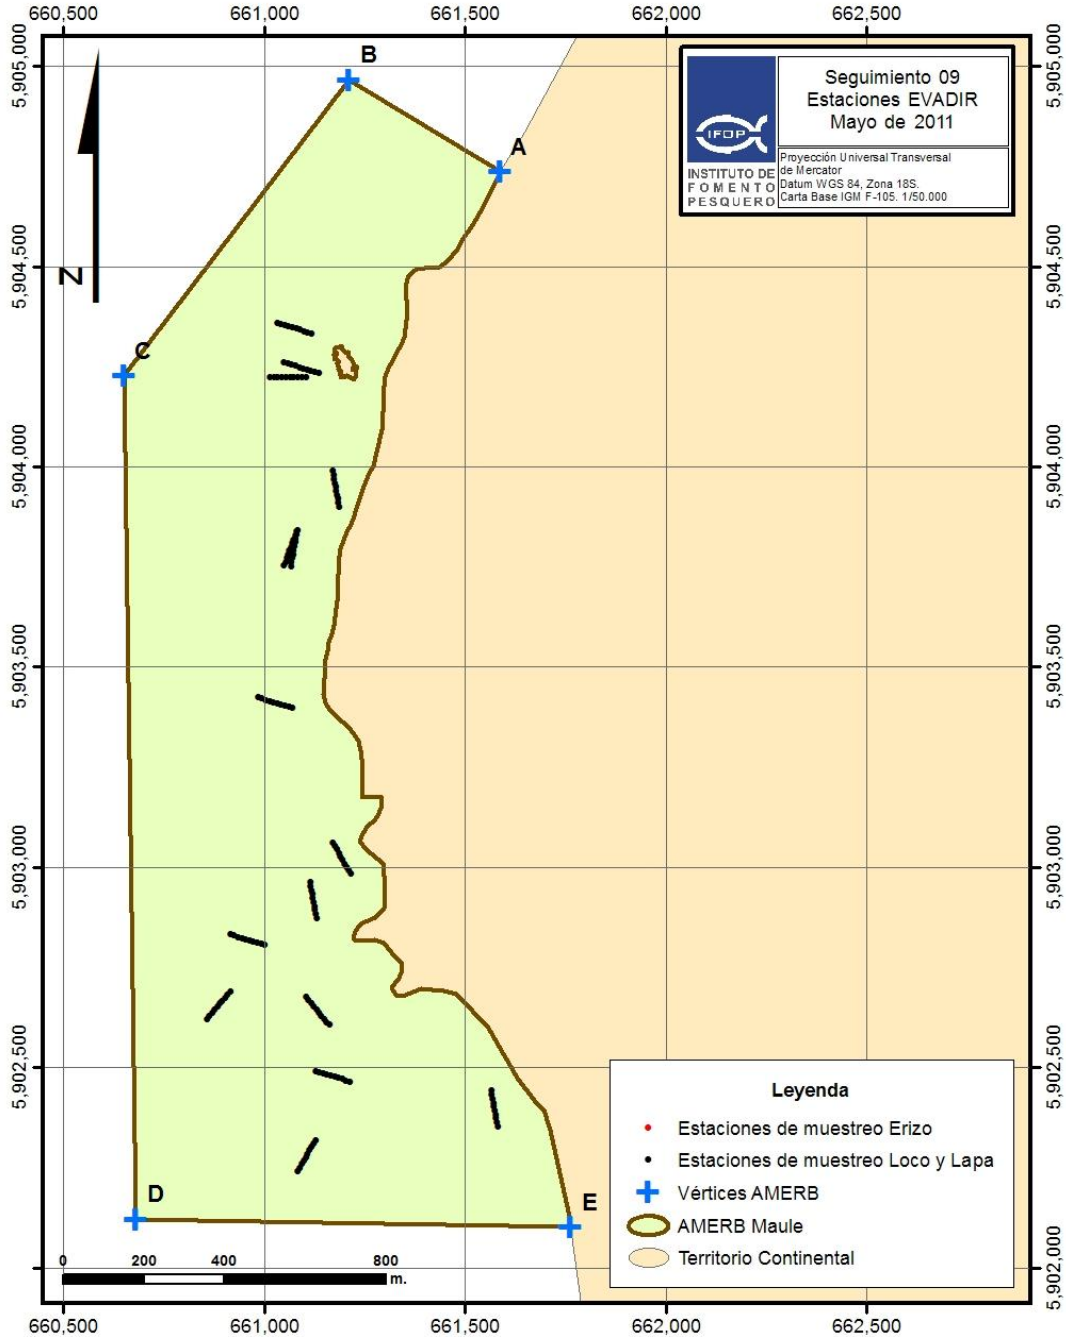 660,500 661,000 661,500 662,000 662,500
5,905,000
5,904,500
5,904,000
5,903,500
5,903,000
5,902,500
5,902,000
5,905,000
5,904,500
5,904,000
5,903,500
5,903,000
5,902,500
5,902,000
B
A
Seguimiento 09
Estaciones EVADIR
Mayo de 2011
IFOP
INSTITUTO DE
FOMENTO
PESQUERO
Proyección Universal Transversal
de Mercator
Datum WGS 84, Zona 18S.
Carta Base IGM F-105. 1/50.000
N
C
D
E
Leyenda
Estaciones de muestreo Erizo
Estaciones de muestreo Loco y Lapa
Vértices AMERB
AMERB Maule
Territorio Continental
0 200 400 800
m.
660,500 661,000 661,500 662,000 662,500